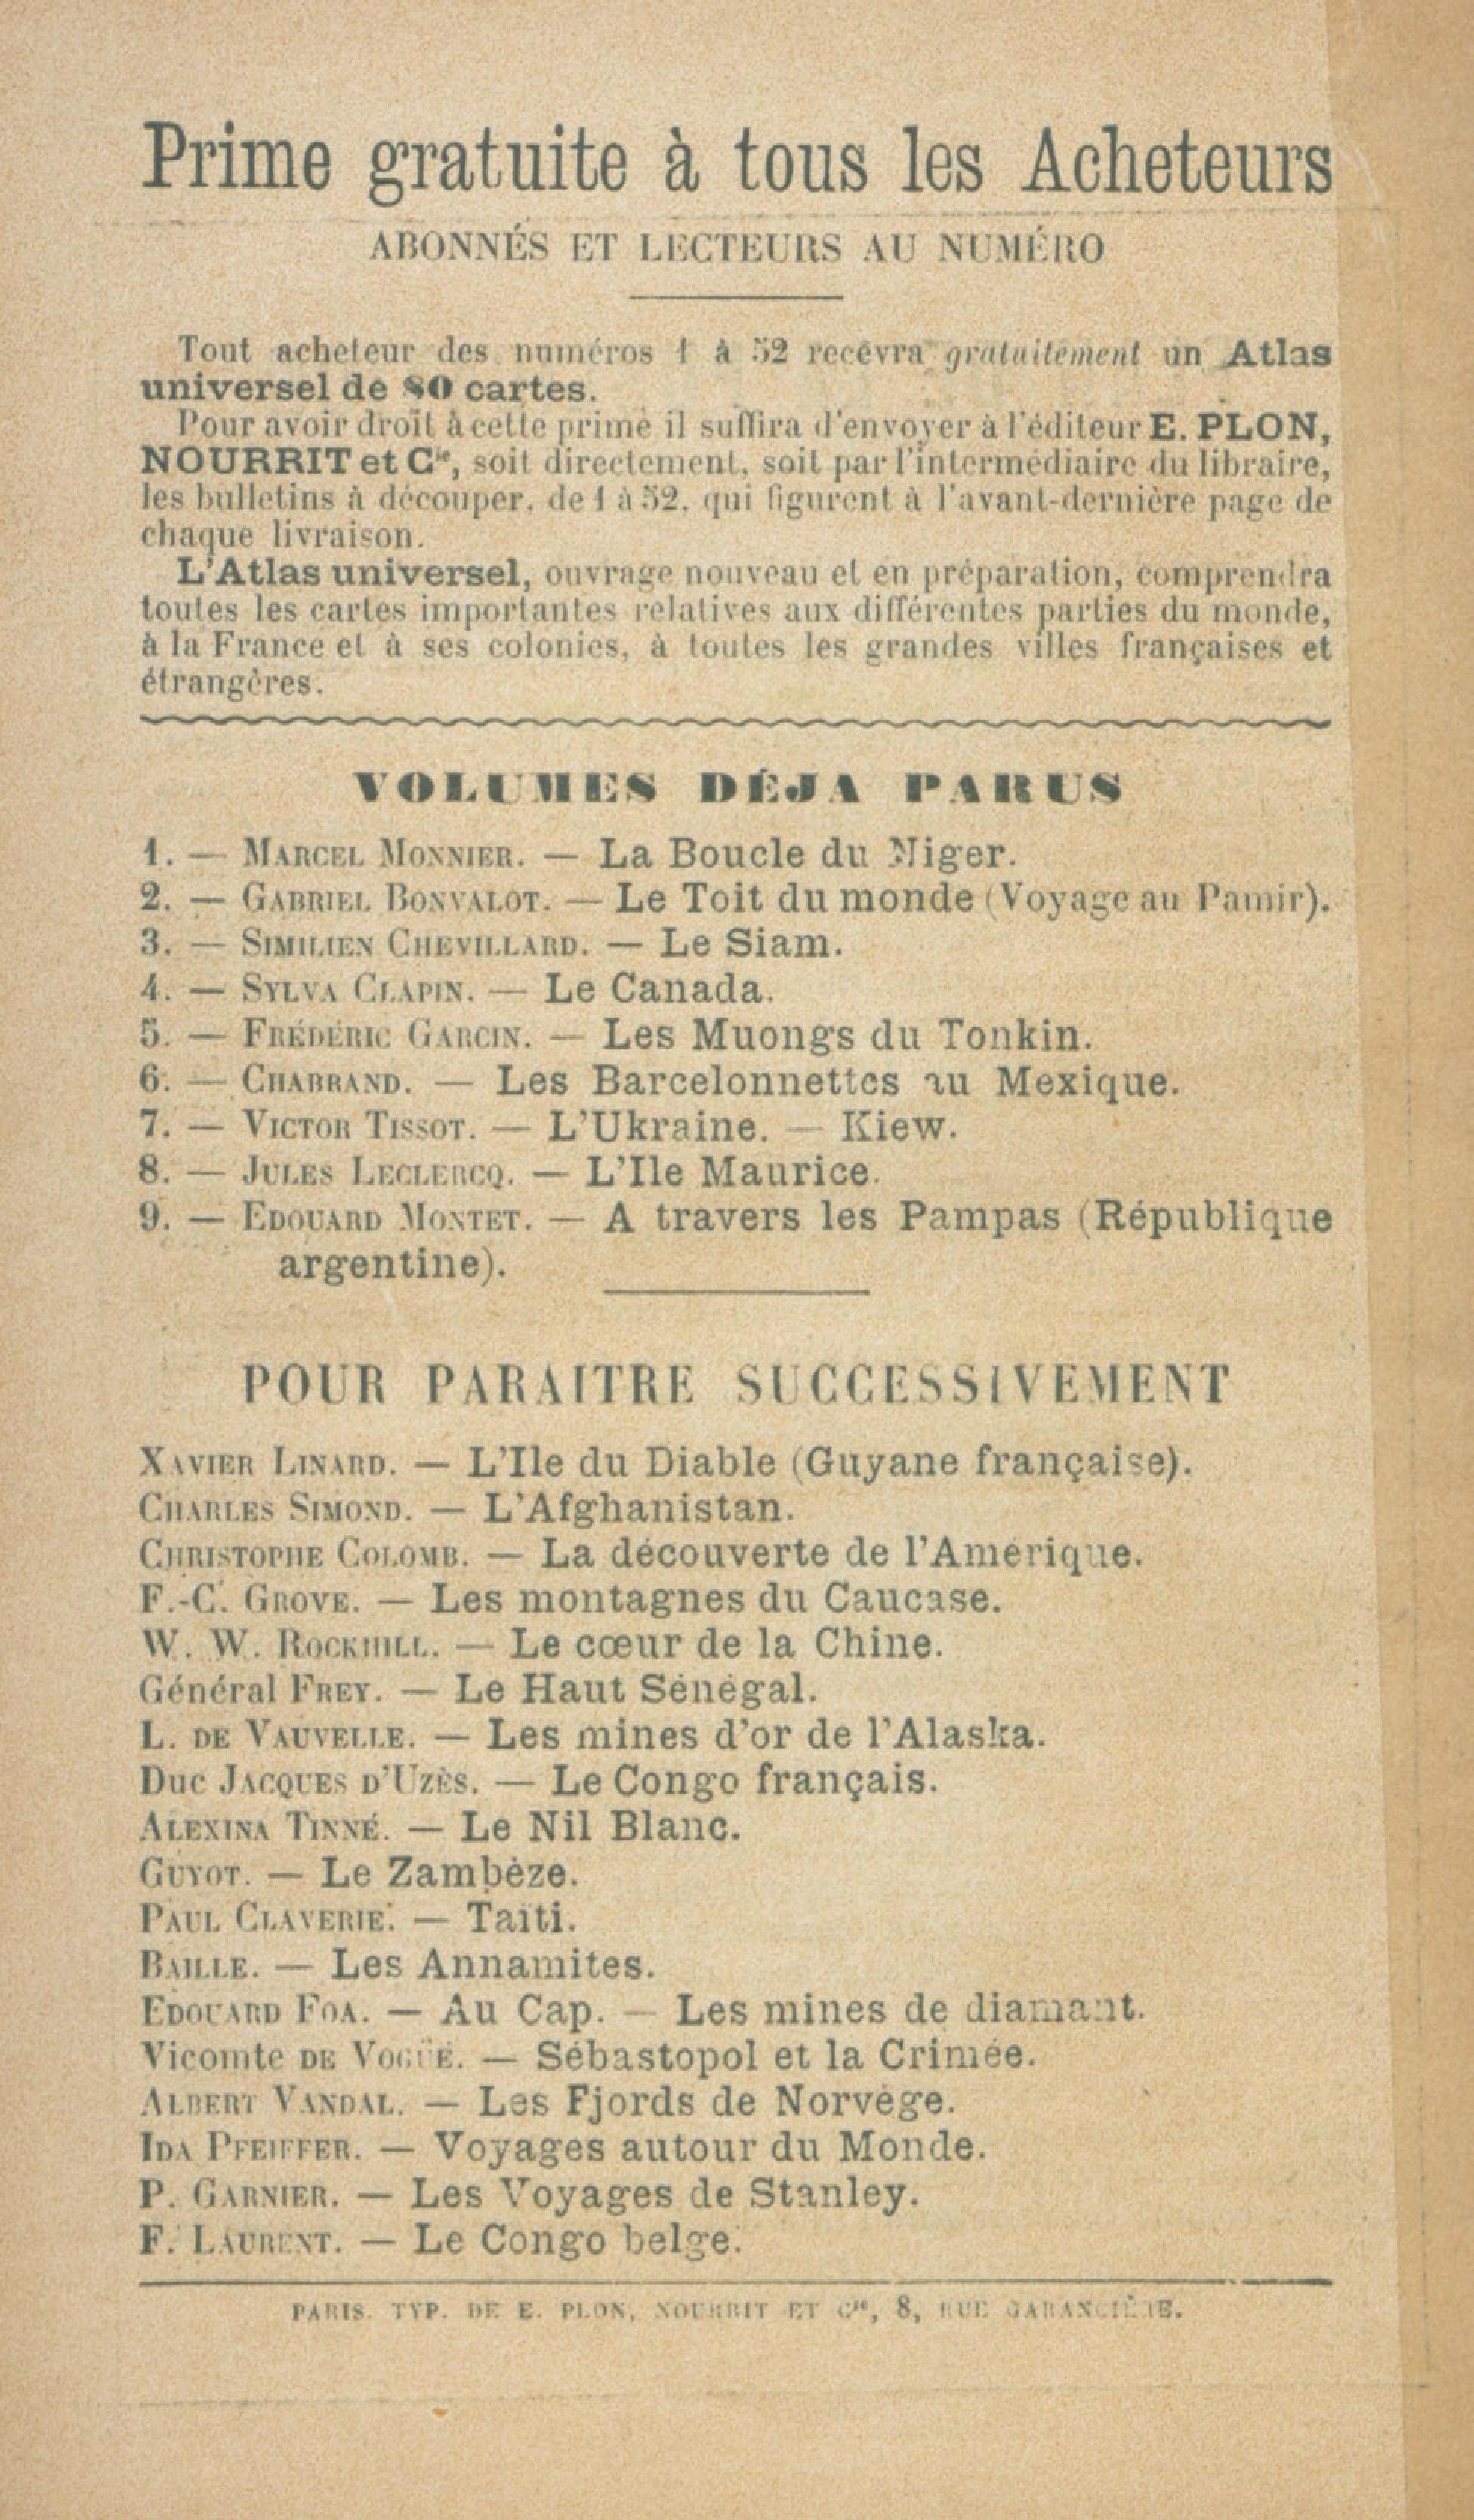 Prime gratuite à tous les Acheteurs
ABONNÉS ET LECTEURS AU NUMÉRO
Tout acheteur des numéros 1 à 52 recevra gratuitement un Atlas
universel de 80 cartes.
Pour avoir droit à cette prime il suffira d'envoyer à l'éditeur E. PLON,
NOURRIT et Cie, soit directement, soit par l'intermédiaire du libraire,
les bulletins à découper, de 1 à 52, qui figurent à l'avant-dernière page de
chaque livraison.
L'Atlas universel, ouvrage nouveau et en préparation, comprendra
toutes les cartes importantes relatives aux différentes parties du monde,
à la France et à ses colonies, à toutes les grandes villes françaises et
étrangères.
VOLUMES DÉJA PARUS
1. — MARCEL MONNIER. — La Boucle du Niger.
2. — GABRIEL BONVALOT. — Le Toit du monde (Voyage au Pamir).
3. — SIMILIEN CHEVILLARD. — Le Siam.
4. — SYLVA CLAPIN. — Le Canada.
5. — FRÉDÉRIC GARCIN. — Les Muongs du Tonkin.
6. — CHABRAND. — Les Barcelonnettes au Mexique.
7. — VICTOR TISSOT. — L'Ukraine. — Kiew.
8. — JULES LECLERCQ. — L'Ile Maurice.
9. — EDOUARD MONTET. — A travers les Pampas (République
argentine).
POUR PARAITRE SUCCESSIVEMENT
XAVIER LINARD. — L'Ile du Diable (Guyane française).
CHARLES SIMOND. — L'Afghanistan.
CHRISTOPHE COLOMB. — La découverte de l'Amérique.
F.-C. GROVE. — Les montagnes du Caucase.
W. W. ROCKHILL. — Le cœur de la Chine.
Général FREY. — Le Haut Sénégal.
L. DE VAUVELLE. — Les mines d'or de l'Alaska.
Duc JACQUES D'UZÈS. — Le Congo français.
ALEXINA TINNÉ. — Le Nil Blanc.
GUYOT. — Le Zambèze.
PAUL CLAVERIE. — Taïti.
BAILLE. — Les Annamites.
EDOUARD FOA. — Au Cap. — Les mines de diamant.
Vicomte DE VOGÜÉ. — Sébastopol et la Crimée.
ALBERT VANDAL. — Les Fjords de Norvège.
IDA PFEIFFER. — Voyages autour du Monde.
P. GARNIER. — Les Voyages de Stanley.
F. LAURENT. — Le Congo belge.
PARIS. TYP. DE E. PLON, NOURRIT ET Cie, 8, RUE GARANCIÈRE.